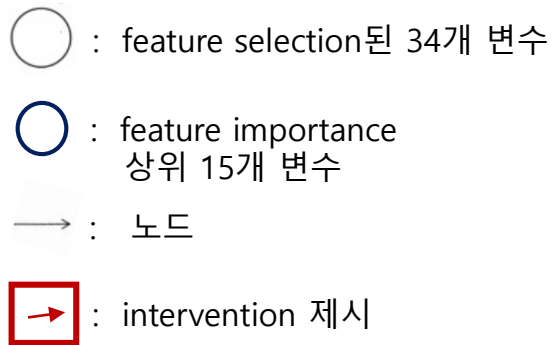 : feature selection된 34개 변수
: feature importance
상위 15개 변수
: 노드
: intervention 제시